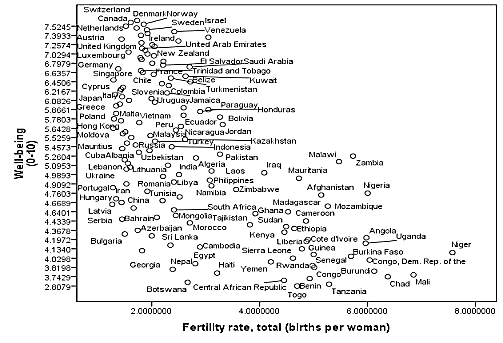 Switzerland
Canada Denmark Norway
7.5245 Netherlands Sweden Israel
7.3933 Austria Ireland Venezuela
7.2574 United Kingdom United Arab Emirates
7.0294 Luxembourg New Zealand
6.7979 Germany El Salvador Saudi Arabia
6.6357 Singapore France Trinidad and Tobago
6.4506 Chile Belize Kuwait
6.2167 Cyprus Slovenia Colombia Turkmenistan
6.0826 Japan Italy Uruguay Jamaica
5.8661 Greece Paraguay Honduras
5.7803 Poland Malta Vietnam Ecuador Bolivia
5.6428 Hong Kong Peru Nicaragua Jordan
5.5259 Moldova Malaysia Turkey Kazakhstan
5.4573 Mauritius Russia Indonesia
5.2604 Cuba Albania Uzbekistan Pakistan Malawi Zambia
5.0953 Lithuania India Algeria Iraq
4.9893 Ukraine Laos Mauritania
4.9092 Romania Libya Philippines
4.7603 Portugal Tunisia Namibia Zimbabwe Afghanistan Nigeria
4.6689 Hungary China Madagascar
4.6401 Latvia South Africa Ghana Mozambique
4.4339 Serbia Bahrain Mongolia Tajikistan Sudan Cameroon
4.3678 Azerbaijan Morocco Ethiopia
4.1972 Bulgaria Sri Lanka Kenya Liberia Cote d'Ivoire Angola Uganda
4.1340 Cambodia Sierra Leone Guinea Niger
4.0298 Nepal Egypt Senegal Burkina Faso
3.8198 Georgia Yemen Rwanda Congo, Dem. Rep. of the
3.7429 Haiti Congo Burundi Chad Mali
2.8079 Botswana Central African Republic Benin Tanzania
Togo
2.0000000 4.0000000 6.0000000 8.0000000
Well-being
(0-10)
Fertility rate, total (births per woman)